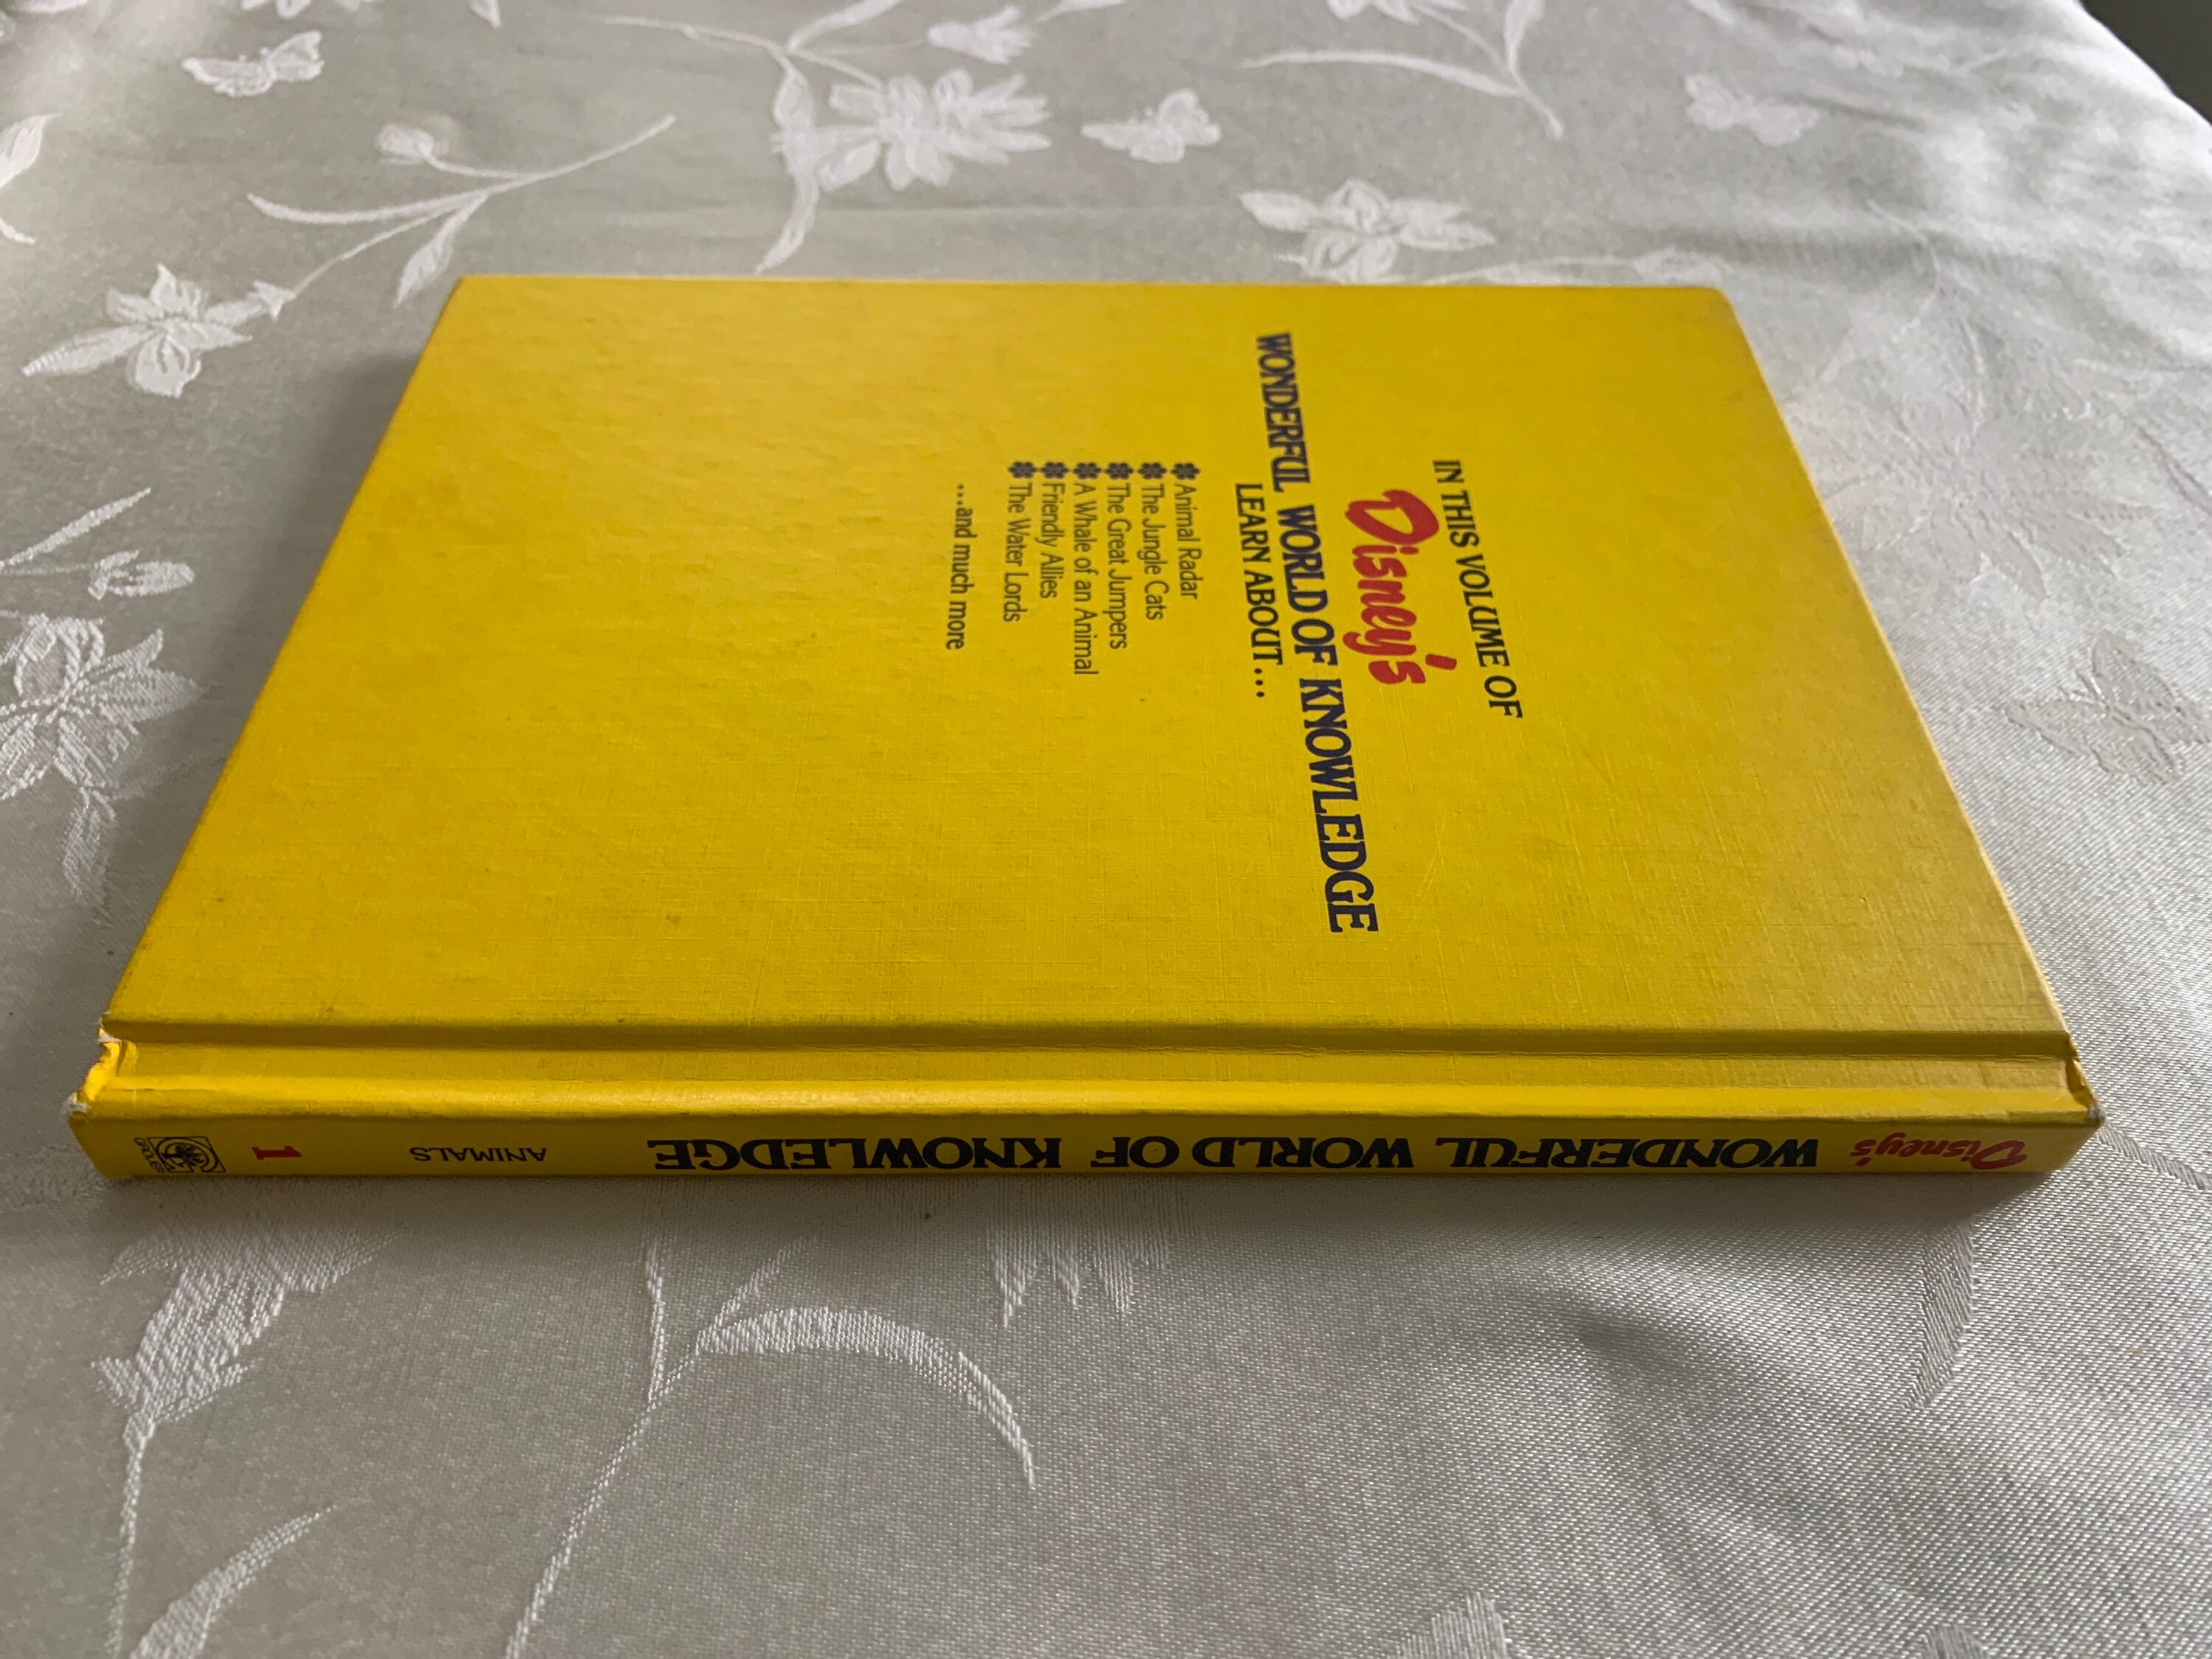 IN THIS VOLUME OF
Disney's
WONDERFUL WORLD OF KNOWLEDGE
LEARN ABOUT...
✽ Animal Radar
✽ The Jungle Cats
✽ The Great Jumpers
✽ A Whale of an Animal
✽ Friendly Allies
✽ The Water Lords
...and much more
Disney's WONDERFUL WORLD OF KNOWLEDGE ANIMALS 1
GROLIER